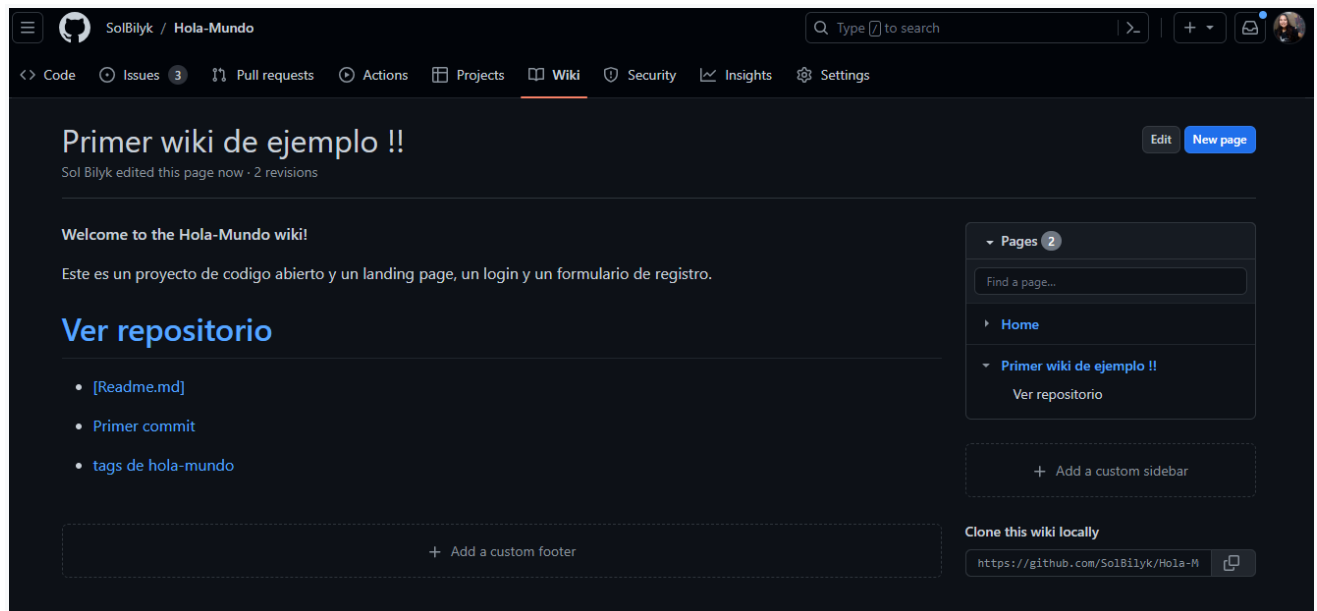 SolBilyk / Hola-Mundo
Type / to search
Code Issues 3 Pull requests Actions Projects Wiki Security Insights Settings
Primer wiki de ejemplo !!
Edit New page
Sol Bilyk edited this page now · 2 revisions
Welcome to the Hola-Mundo wiki!
Este es un proyecto de codigo abierto y un landing page, un login y un formulario de registro.
Ver repositorio
[Readme.md]
Primer commit
tags de hola-mundo
Add a custom footer
Pages 2
Find a page...
Home
Primer wiki de ejemplo !!
Ver repositorio
Add a custom sidebar
Clone this wiki locally
https://github.com/SolBilyk/Hola-M